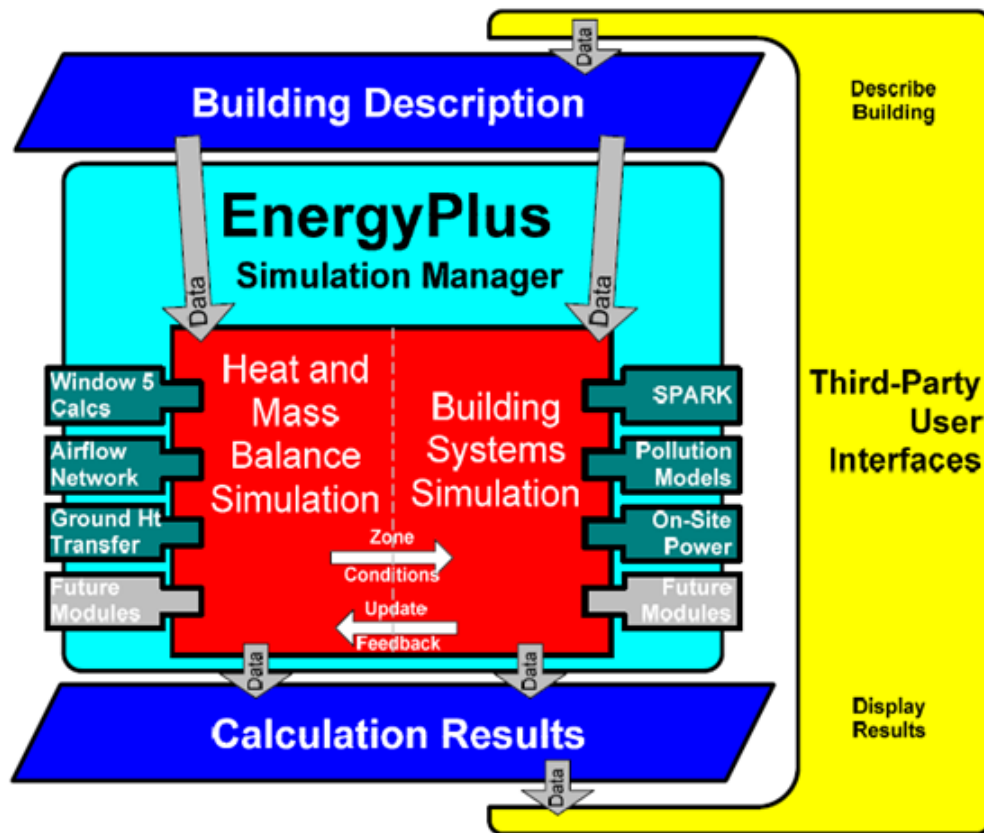 Data
Building Description
Describe
Building
EnergyPlus
Simulation Manager
Data
Data
Window 5
Calcs
Airflow
Network
Ground Ht
Transfer
Future
Modules
Heat and
Mass
Balance
Simulation
Building
Systems
Simulation
Zone
Conditions
Update
Feedback
SPARK
Pollution
Models
On-Site
Power
Future
Modules
Third-Party
User
Interfaces
Data
Data
Calculation Results
Display
Results
Data